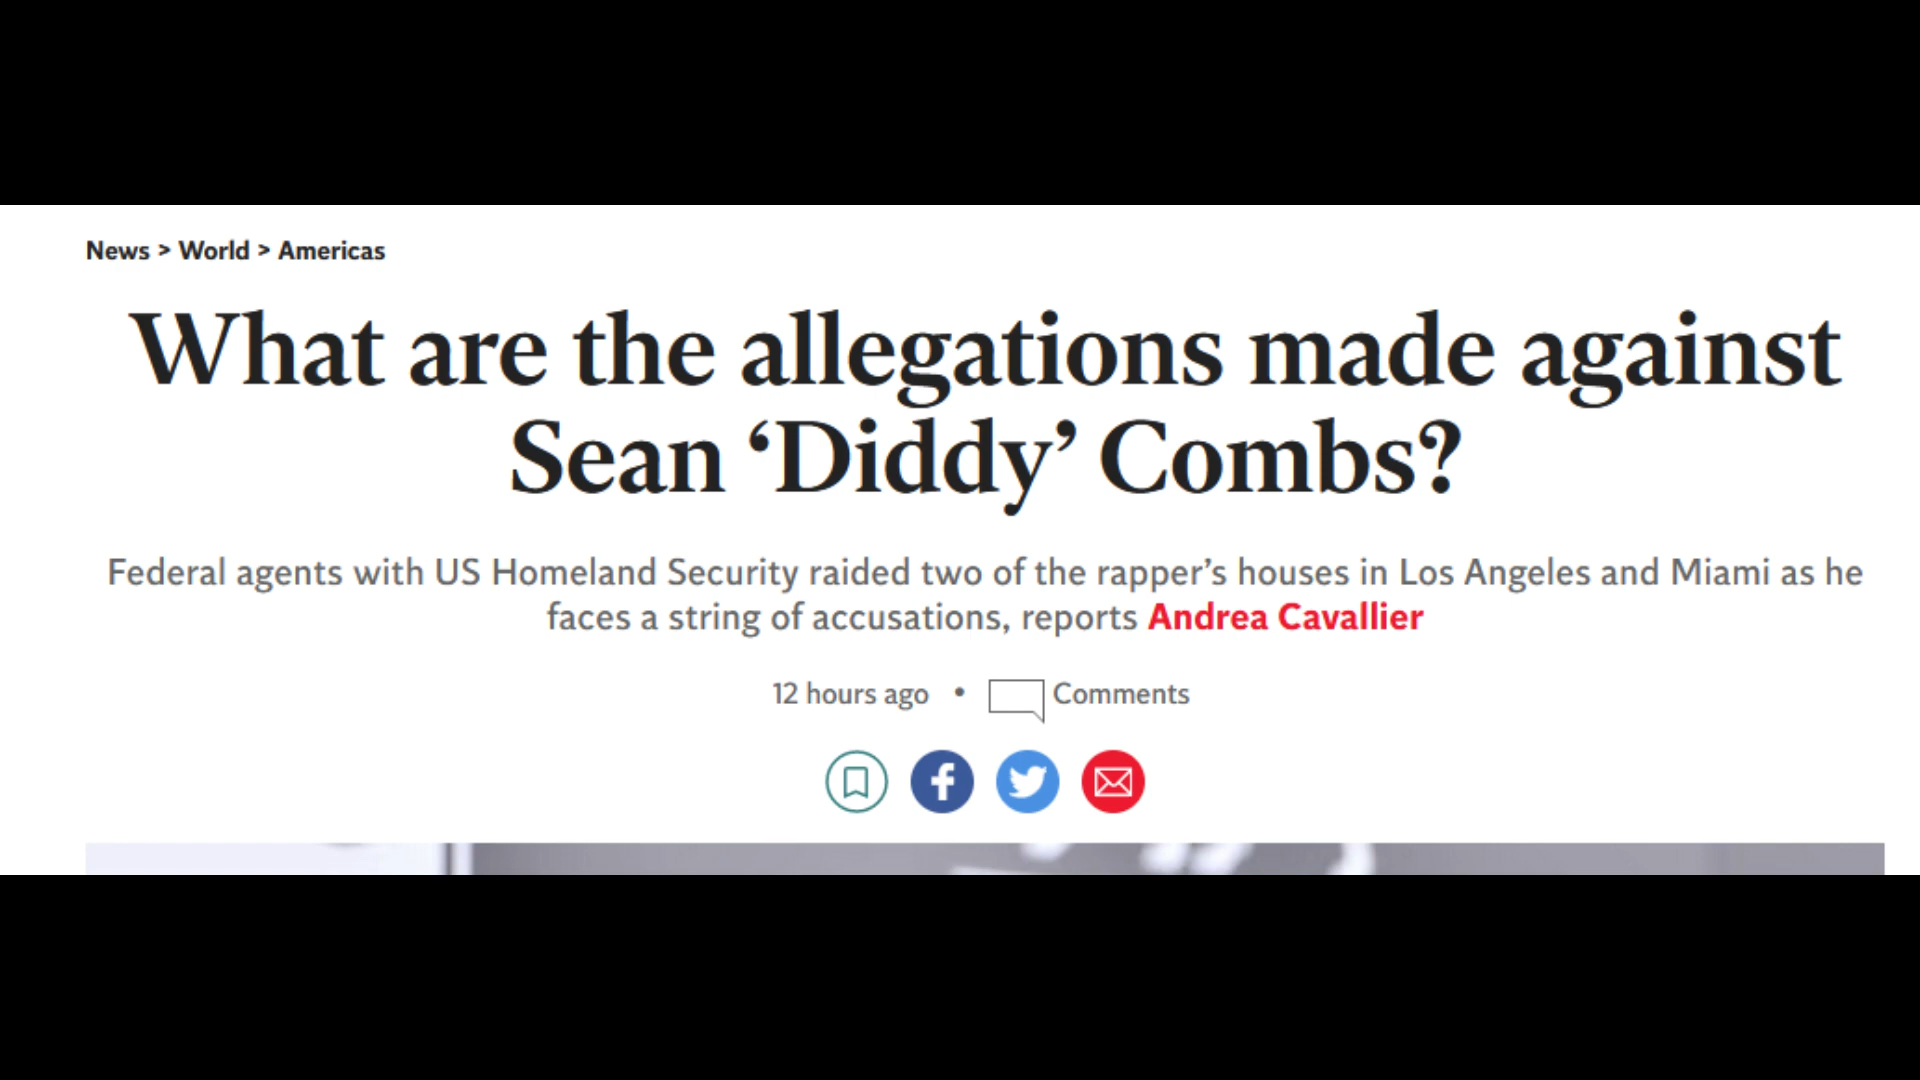 News > World > Americas
What are the allegations made against
Sean ‘Diddy’ Combs?
Federal agents with US Homeland Security raided two of the rapper’s houses in Los Angeles and Miami as he
faces a string of accusations, reports Andrea Cavallier
12 hours ago • Comments